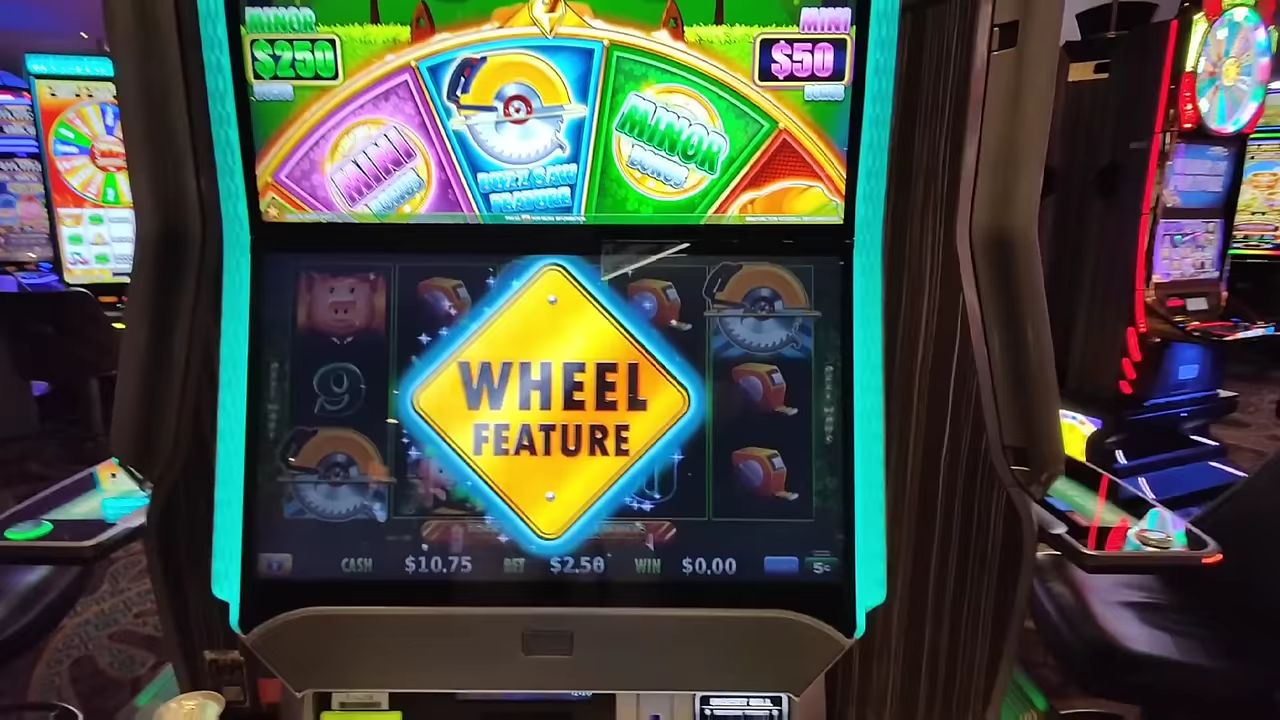 MINOR
$250
MINI
$50
BONUS
MINI
BONUS
BUZZ SAW
FEATURE
MINOR
BONUS
WHEEL
FEATURE
9
J
CASH $10.75 BET $2.50 WIN $0.00 5¢